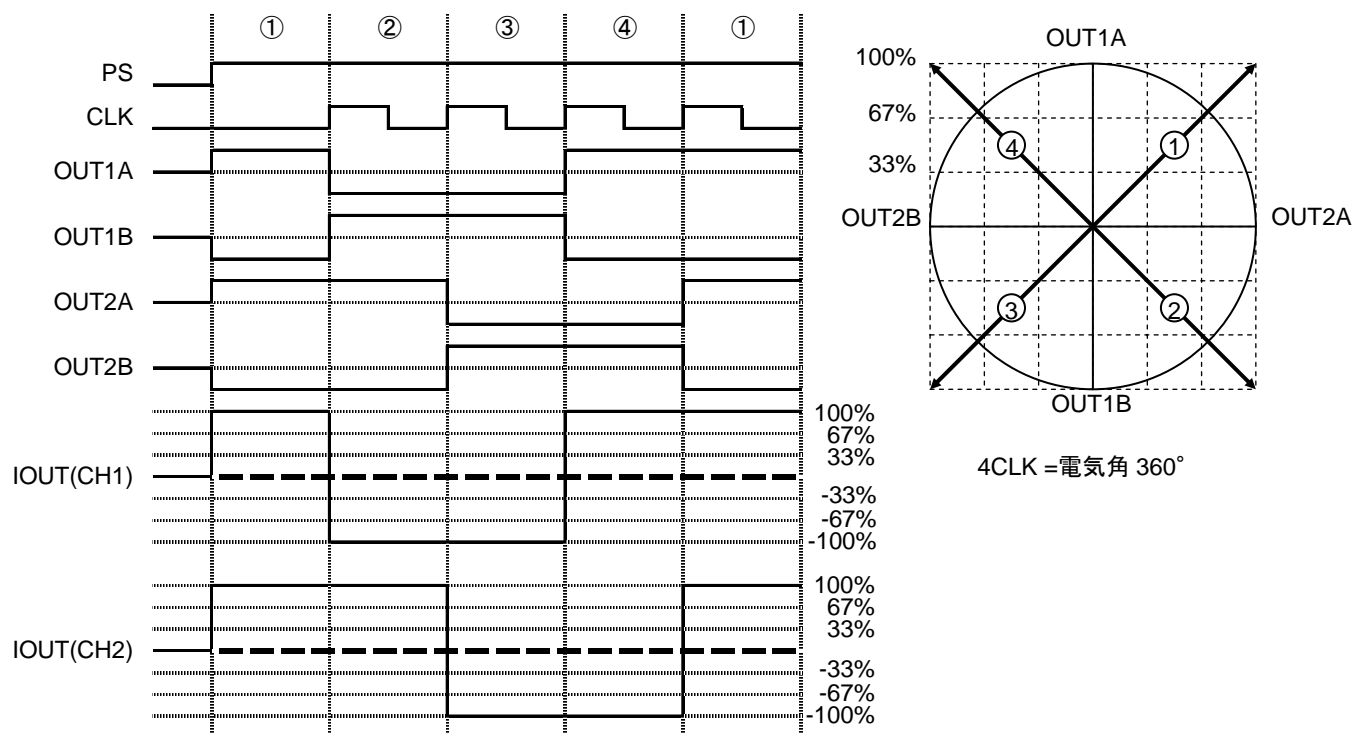 ① ② ③ ④ ①
PS
CLK
OUT1A
OUT1B
OUT2A
OUT2B
IOUT(CH1)
100%
67%
33%
-33%
-67%
-100%
IOUT(CH2)
100%
67%
33%
-33%
-67%
-100%
OUT1A
100%
67%
33%
④ ①
OUT2B OUT2A
③ ②
OUT1B
4CLK =電気角 360°